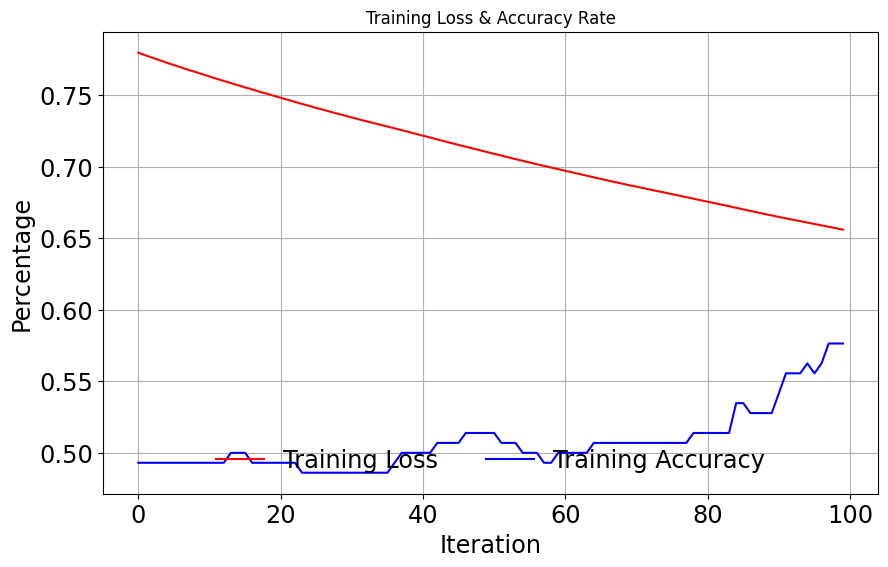 Training Loss & Accuracy Rate
Percentage
0.75
0.70
0.65
0.60
0.55
0.50
Training Loss Training Accuracy
0 20 40 60 80 100
Iteration